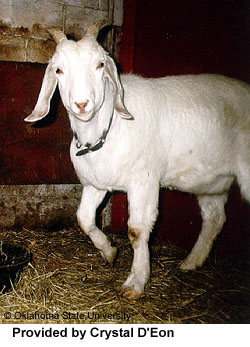 © Oklahoma State University
Provided by Crystal D'Eon